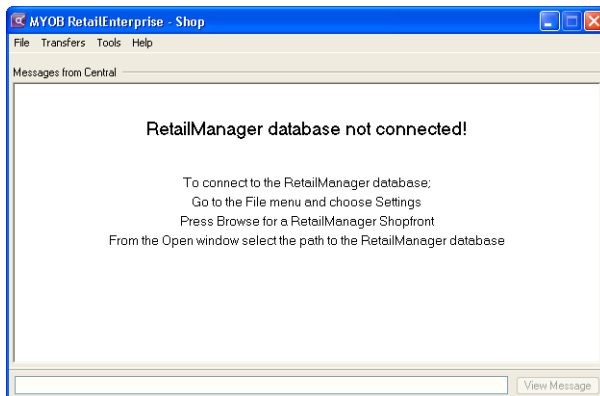 MYOB RetailEnterprise - Shop
File Transfers Tools Help
Messages from Central
RetailManager database not connected!
To connect to the RetailManager database;
Go to the File menu and choose Settings
Press Browse for a RetailManager Shopfront
From the Open window select the path to the RetailManager database
View Message